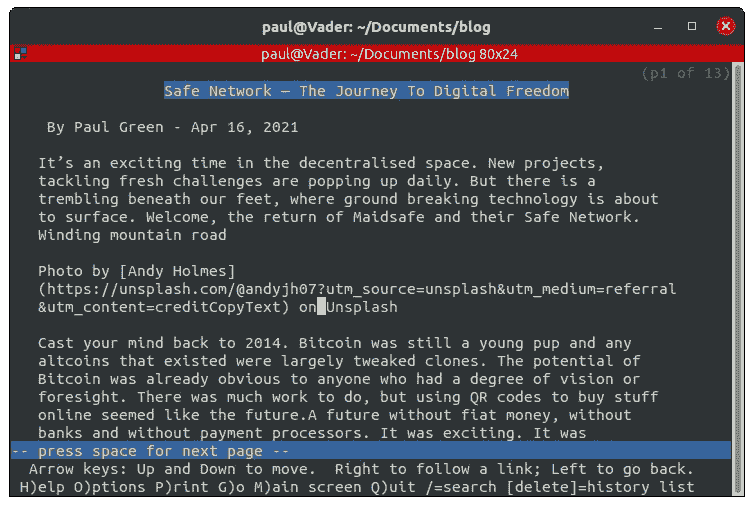 paul@Vader: ~/Documents/blog
paul@Vader: ~/Documents/blog 80x24
(p1 of 13)
Safe Network – The Journey To Digital Freedom
By Paul Green - Apr 16, 2021
It’s an exciting time in the decentralised space. New projects,
tackling fresh challenges are popping up daily. But there is a
trembling beneath our feet, where ground breaking technology is about
to surface. Welcome, the return of Maidsafe and their Safe Network.
Winding mountain road
Photo by [Andy Holmes]
(https://unsplash.com/@andyjh07?utm_source=unsplash&utm_medium=referral
&utm_content=creditCopyText) on Unsplash
Cast your mind back to 2014. Bitcoin was still a young pup and any
altcoins that existed were largely tweaked clones. The potential of
Bitcoin was already obvious to anyone who had a degree of vision or
foresight. There was much work to do, but using QR codes to buy stuff
online seemed like the future.A future without fiat money, without
banks and without payment processors. It was exciting. It was
-- press space for next page --
Arrow keys: Up and Down to move.  Right to follow a link; Left to go back.
H)elp O)ptions P)rint G)o M)ain screen Q)uit /=search [delete]=history list